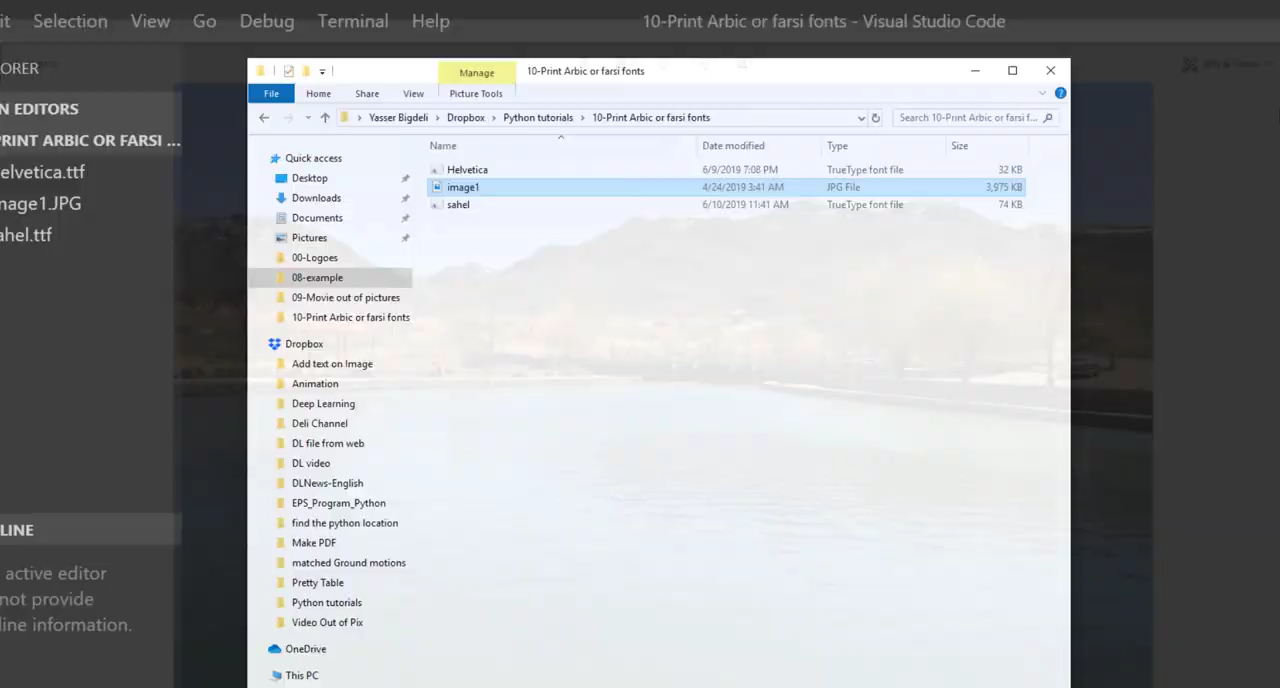 it Selection View Go Debug Terminal Help 10-Print Arbic or farsi fonts - Visual Studio Code
ORER
N EDITORS
PRINT ARBIC OR FARSI ...
elvetica.ttf
mage1.JPG
ahel.ttf
LINE
active editor
not provide
line information.
Manage 10-Print Arbic or farsi fonts
File Home Share View Picture Tools
Yasser Bigdeli > Dropbox > Python tutorials > 10-Print Arbic or farsi fonts Search 10-Print Arbic or farsi f...
Name Date modified Type Size
Helvetica 6/9/2019 7:08 PM TrueType font file 32 KB
image1 4/24/2019 3:41 AM JPG File 3,975 KB
sahel 6/10/2019 11:41 AM TrueType font file 74 KB
Quick access
Desktop
Downloads
Documents
Pictures
00-Logoes
08-example
09-Movie out of pictures
10-Print Arbic or farsi fonts
Dropbox
Add text on Image
Animation
Deep Learning
Deli Channel
DL file from web
DL video
DLNews-English
EPS_Program_Python
find the python location
Make PDF
matched Ground motions
Pretty Table
Python tutorials
Video Out of Pix
OneDrive
This PC